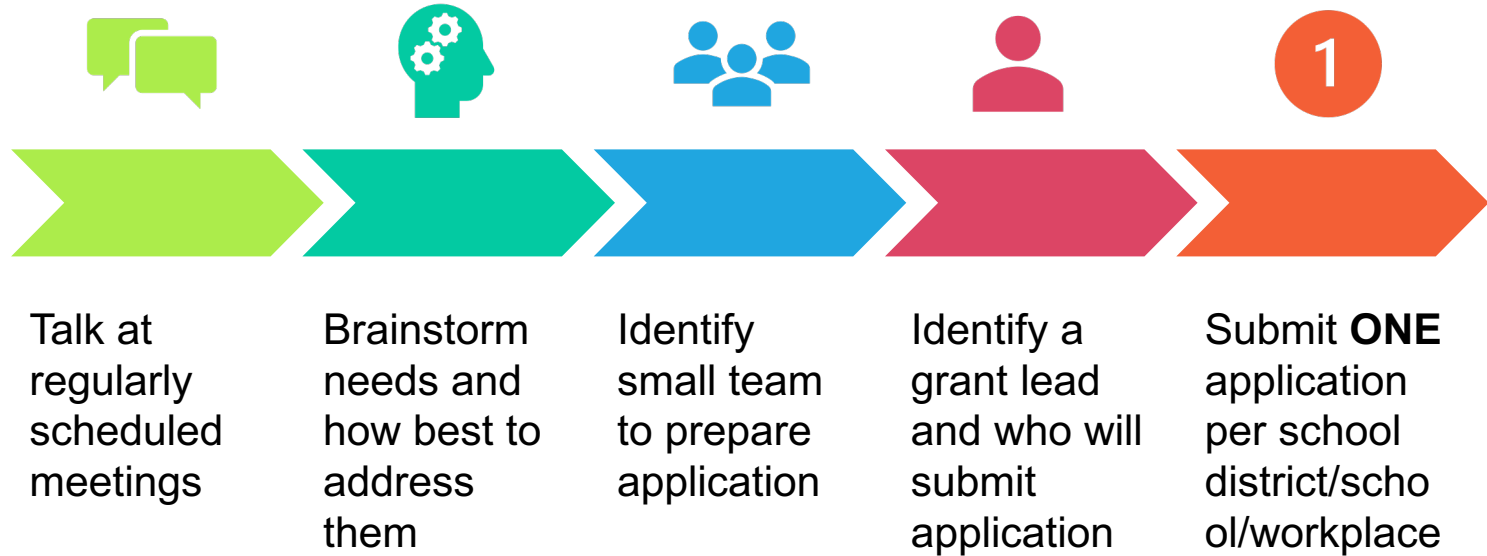 1
Talk at
regularly
scheduled
meetings
Brainstorm
needs and
how best to
address
them
Identify
small team
to prepare
application
Identify a
grant lead
and who will
submit
application
Submit ONE
application
per school
district/scho
ol/workplace